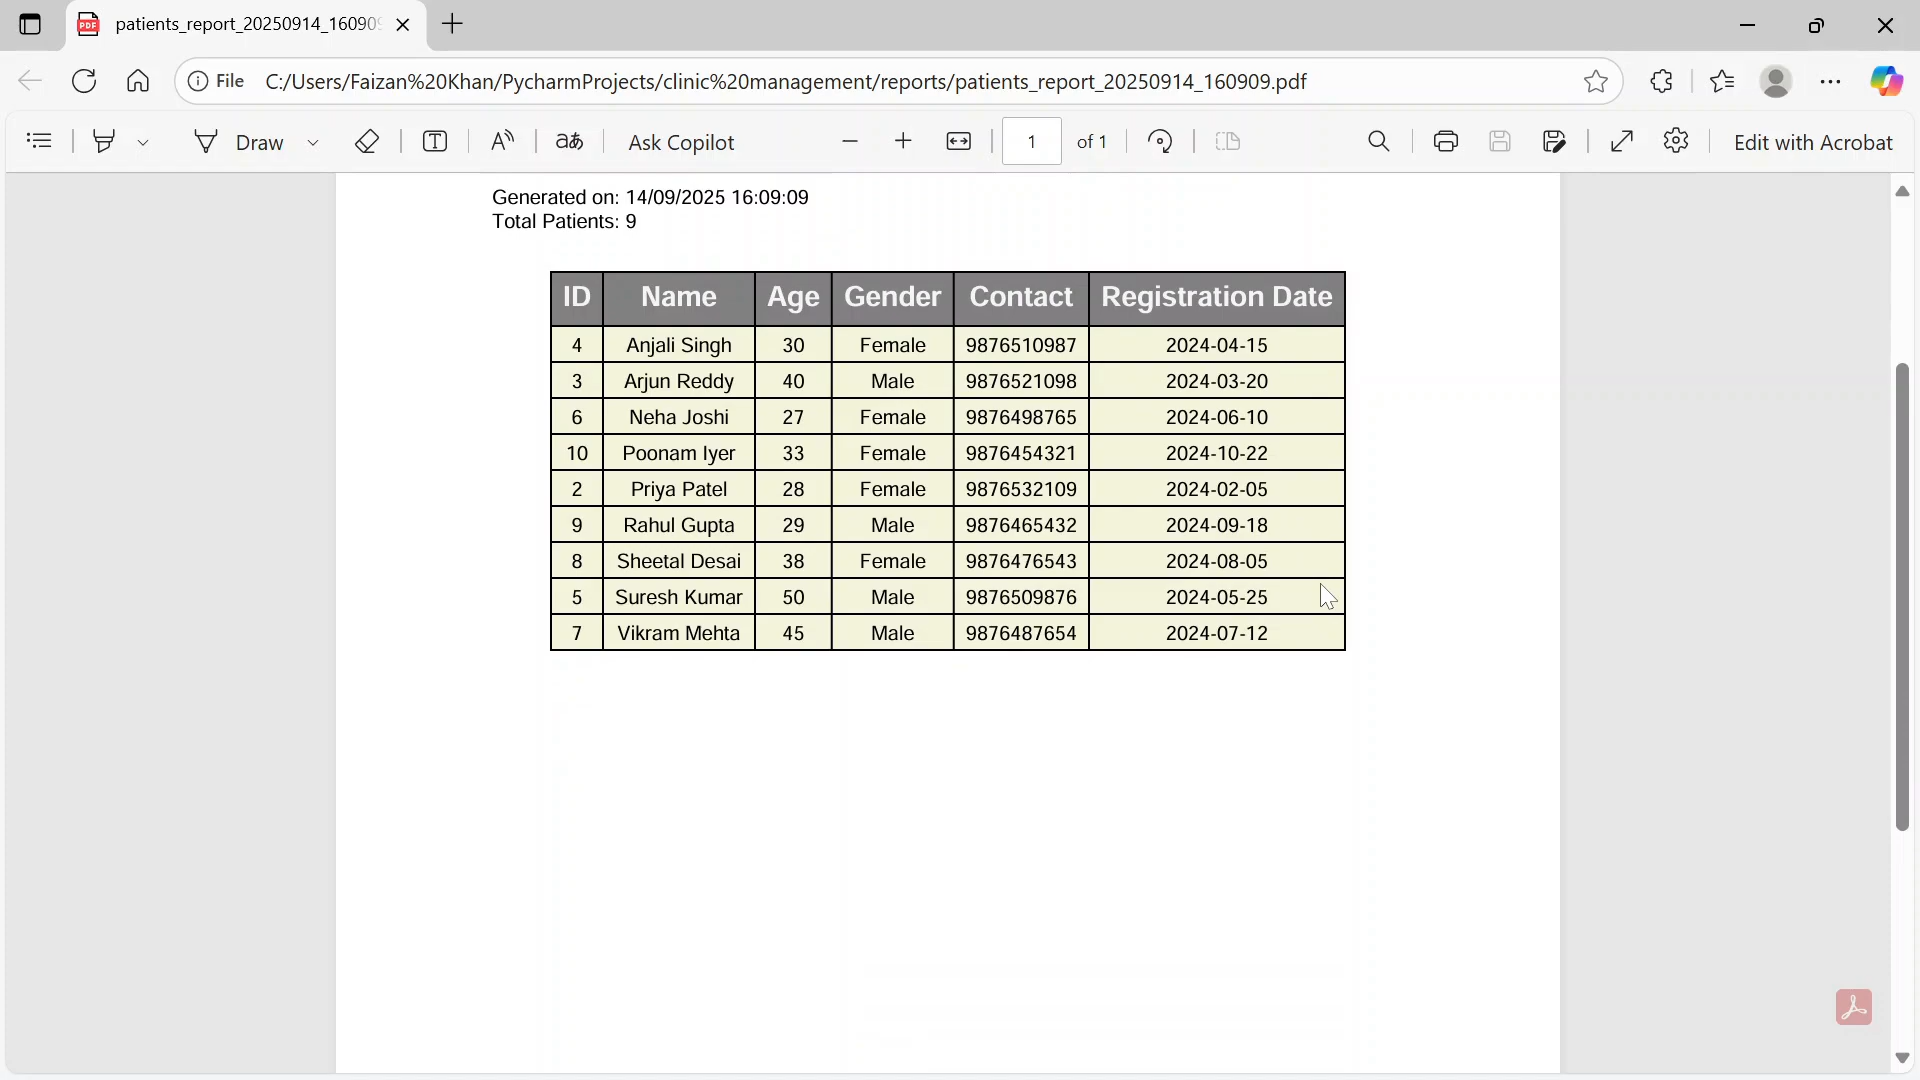 patients_report_20250914_16090
File C:/Users/Faizan%20Khan/PycharmProjects/clinic%20management/reports/patients_report_20250914_160909.pdf
Draw Ask Copilot 1 of 1 Edit with Acrobat
Generated on: 14/09/2025 16:09:09
Total Patients: 9
ID Name Age Gender Contact Registration Date
4 Anjali Singh 30 Female 9876510987 2024-04-15
3 Arjun Reddy 40 Male 9876521098 2024-03-20
6 Neha Joshi 27 Female 9876498765 2024-06-10
10 Poonam Iyer 33 Female 9876454321 2024-10-22
2 Priya Patel 28 Female 9876532109 2024-02-05
9 Rahul Gupta 29 Male 9876465432 2024-09-18
8 Sheetal Desai 38 Female 9876476543 2024-08-05
5 Suresh Kumar 50 Male 9876509876 2024-05-25
7 Vikram Mehta 45 Male 9876487654 2024-07-12